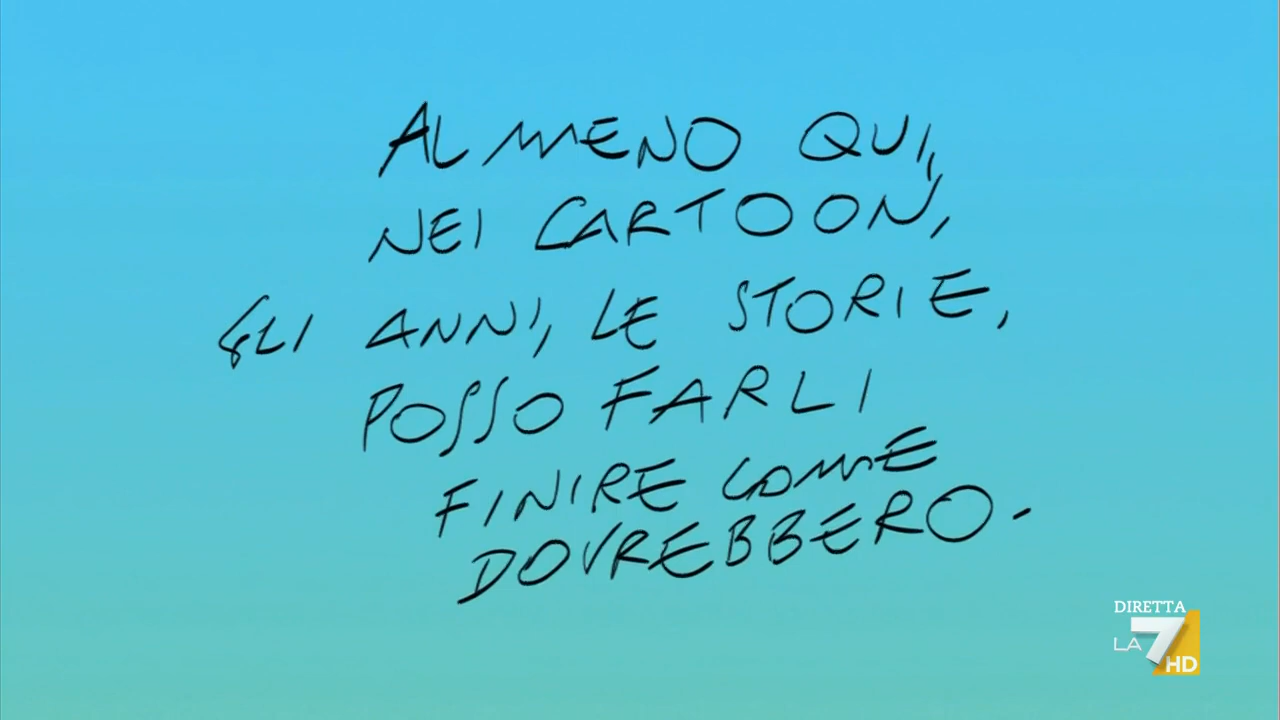 ALMENO QUI,
NEI CARTOON,
GLI ANNI, LE STORIE,
POSSO FARLI
FINIRE COME
DOVREBBERO.
DIRETTA
LA7
HD